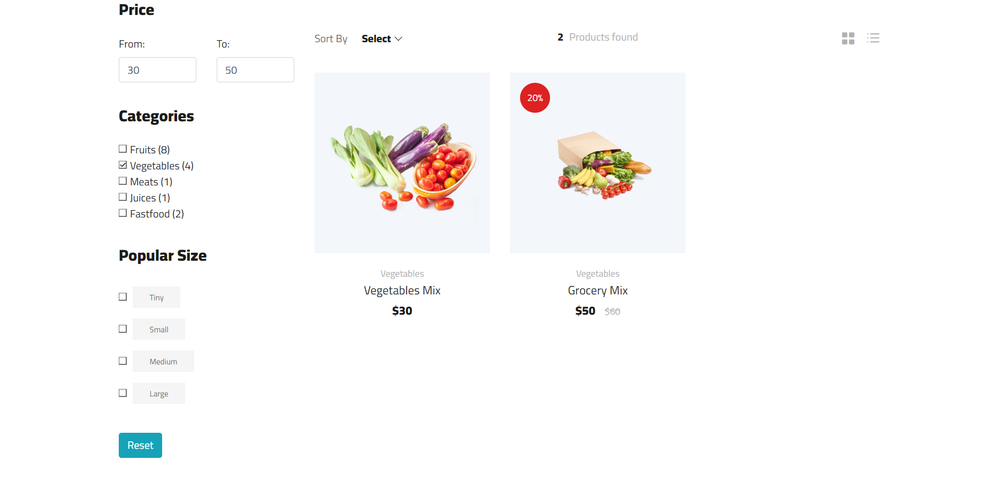 Price
From:
To:
30
50
Categories
Fruits (8)
Vegetables (4)
Meats (1)
Juices (1)
Fastfood (2)
Popular Size
Tiny
Small
Medium
Large
Reset
Sort By Select
2 Products found
Vegetables
Vegetables Mix
$30
20%
Vegetables
Grocery Mix
$50 $60